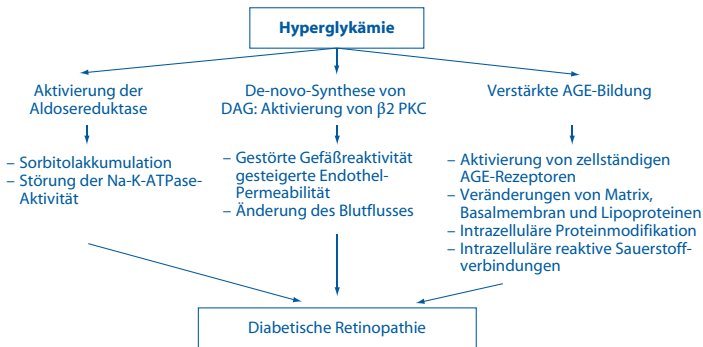 Hyperglykämie
Aktivierung der
Aldosereduktase
– Sorbitolakkumulation
– Störung der Na-K-ATPase-
Aktivität
De-novo-Synthese von
DAG: Aktivierung von β2 PKC
– Gestörte Gefäßreaktivität
gesteigerte Endothel-
Permeabilität
– Änderung des Blutflusses
Verstärkte AGE-Bildung
– Aktivierung von zellständigen
AGE-Rezeptoren
– Veränderungen von Matrix,
Basalmembran und Lipoproteinen
– Intrazelluläre Proteinmodifikation
– Intrazelluläre reaktive Sauerstoff-
verbindungen
Diabetische Retinopathie